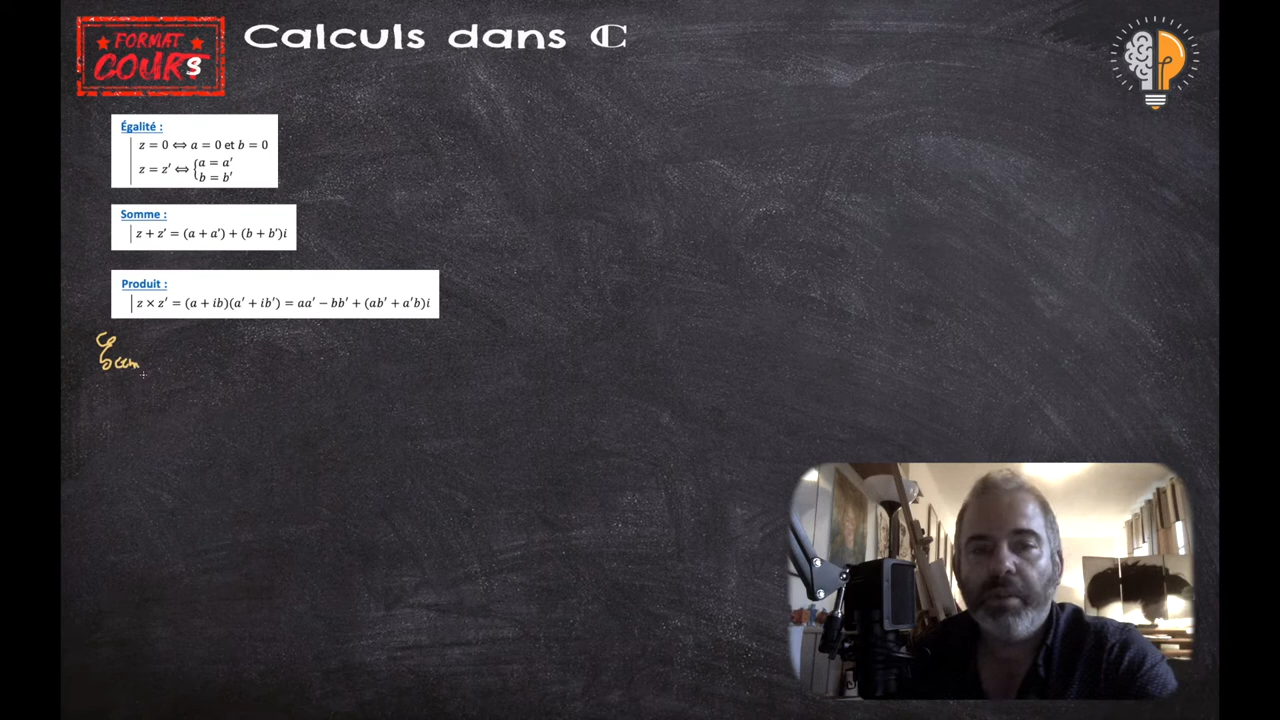 FORMAT
COURS
Calculs dans ℂ
Égalité :
z = 0 ⟺ a = 0 et b = 0
z = z′ ⟺ {a = a′
b = b′
Somme :
z + z′ = (a + a′) + (b + b′)i
Produit :
z × z′ = (a + ib)(a′ + ib′) = aa′ − bb′ + (ab′ + a′b)i